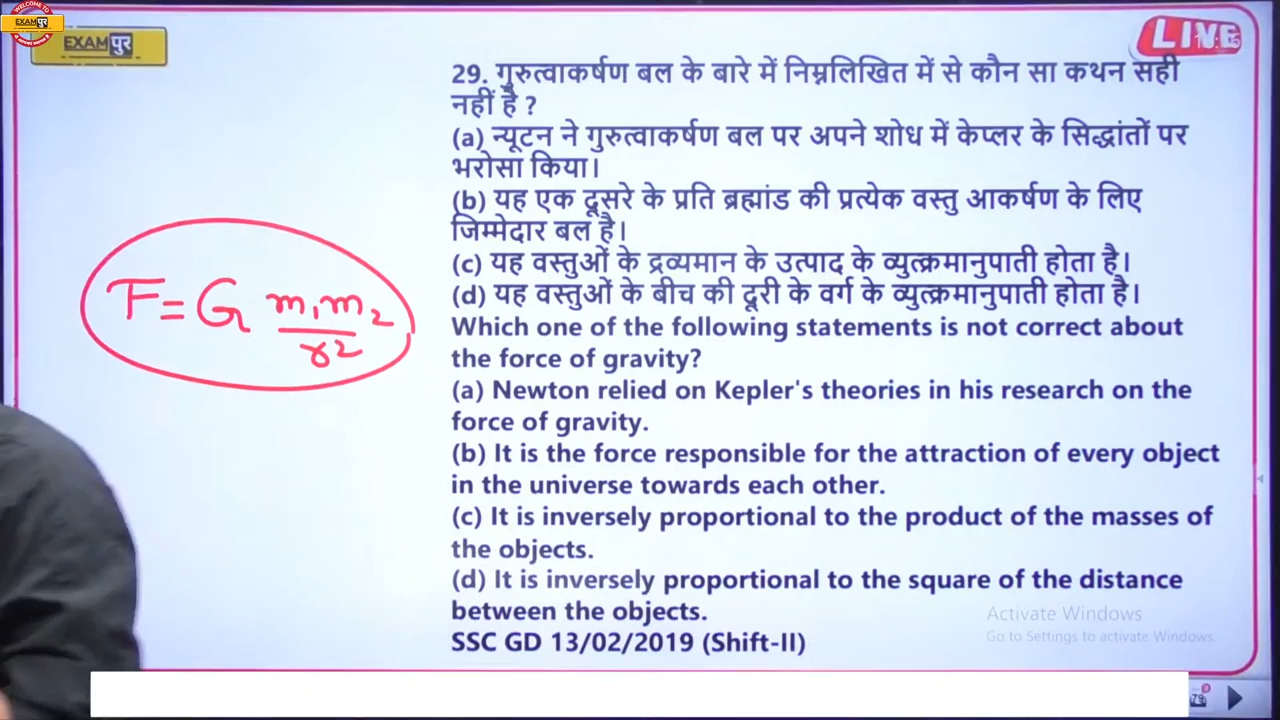 WELCOME TO
EXAMपुर
EXAMपुर
LIVE
29. गुरुत्वाकर्षण बल के बारे में निम्नलिखित में से कौन सा कथन सही
नहीं है ?
(a) न्यूटन ने गुरुत्वाकर्षण बल पर अपने शोध में केप्लर के सिद्धांतों पर
भरोसा किया।
(b) यह एक दूसरे के प्रति ब्रह्मांड की प्रत्येक वस्तु आकर्षण के लिए
जिम्मेदार बल है।
(c) यह वस्तुओं के द्रव्यमान के उत्पाद के व्युत्क्रमानुपाती होता है।
(d) यह वस्तुओं के बीच की दूरी के वर्ग के व्युत्क्रमानुपाती होता है।
F = G m₁m₂
r²
Which one of the following statements is not correct about
the force of gravity?
(a) Newton relied on Kepler's theories in his research on the
force of gravity.
(b) It is the force responsible for the attraction of every object
in the universe towards each other.
(c) It is inversely proportional to the product of the masses of
the objects.
(d) It is inversely proportional to the square of the distance
between the objects.
SSC GD 13/02/2019 (Shift-II)
Activate Windows
Go to Settings to activate Windows.
79